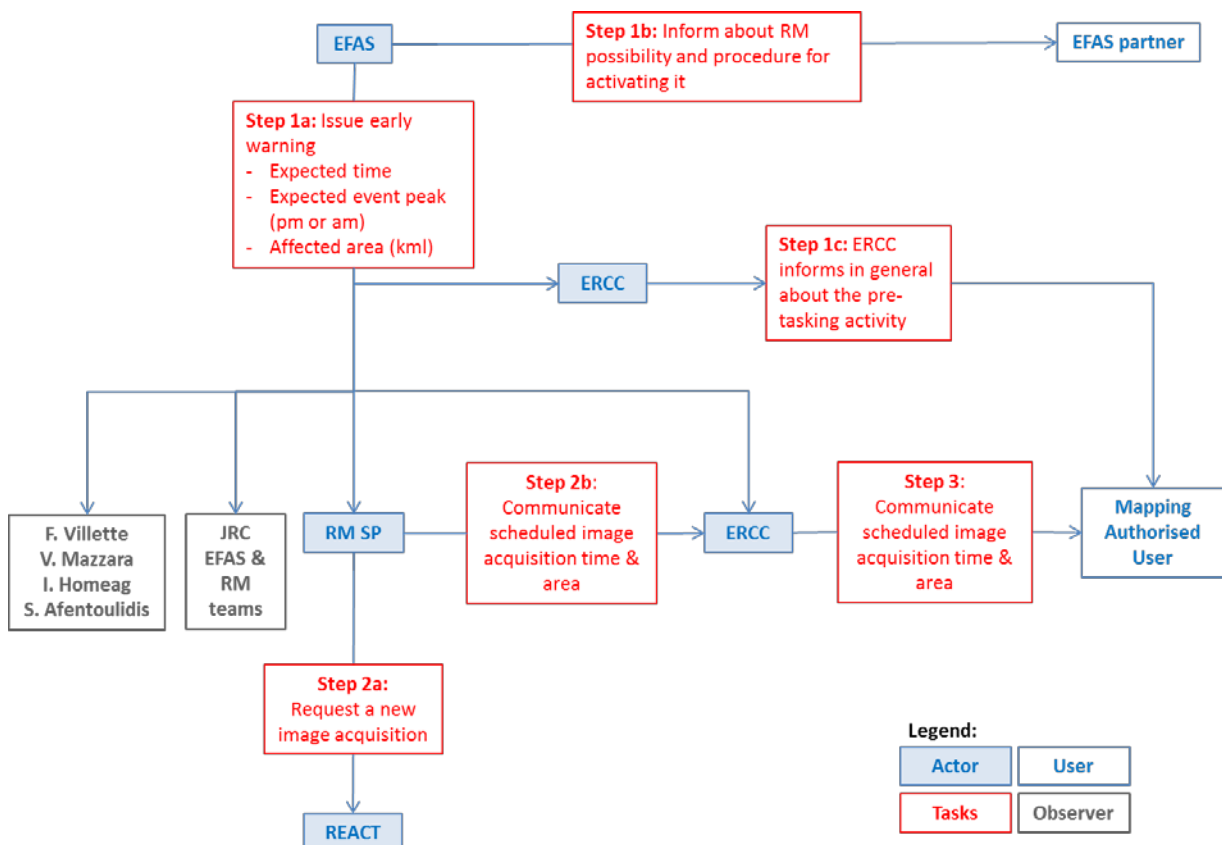 EFAS
Step 1b: Inform about RM
possibility and procedure for
activating it
EFAS partner
Step 1a: Issue early
warning
- Expected time
- Expected event peak
(pm or am)
- Affected area (kml)
ERCC
Step 1c: ERCC
informs in general
about the pre-
tasking activity
F. Villette
V. Mazzara
I. Homeag
S. Afentoulidis
JRC
EFAS &
RM
teams
RM SP
Step 2b:
Communicate
scheduled image
acquisition time &
area
ERCC
Step 3:
Communicate
scheduled image
acquisition time &
area
Mapping
Authorised
User
Step 2a:
Request a new
image acquisition
REACT
Legend:
Actor
User
Tasks
Observer